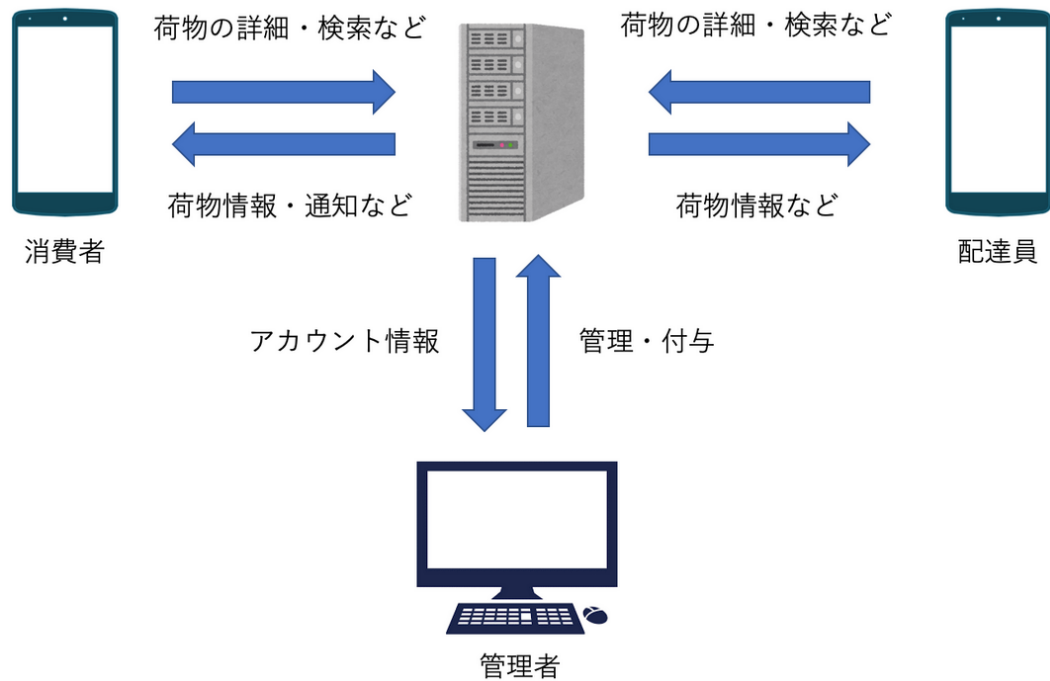 荷物の詳細・検索など
荷物の詳細・検索など
荷物情報・通知など
荷物情報など
消費者
配達員
アカウント情報
管理・付与
管理者